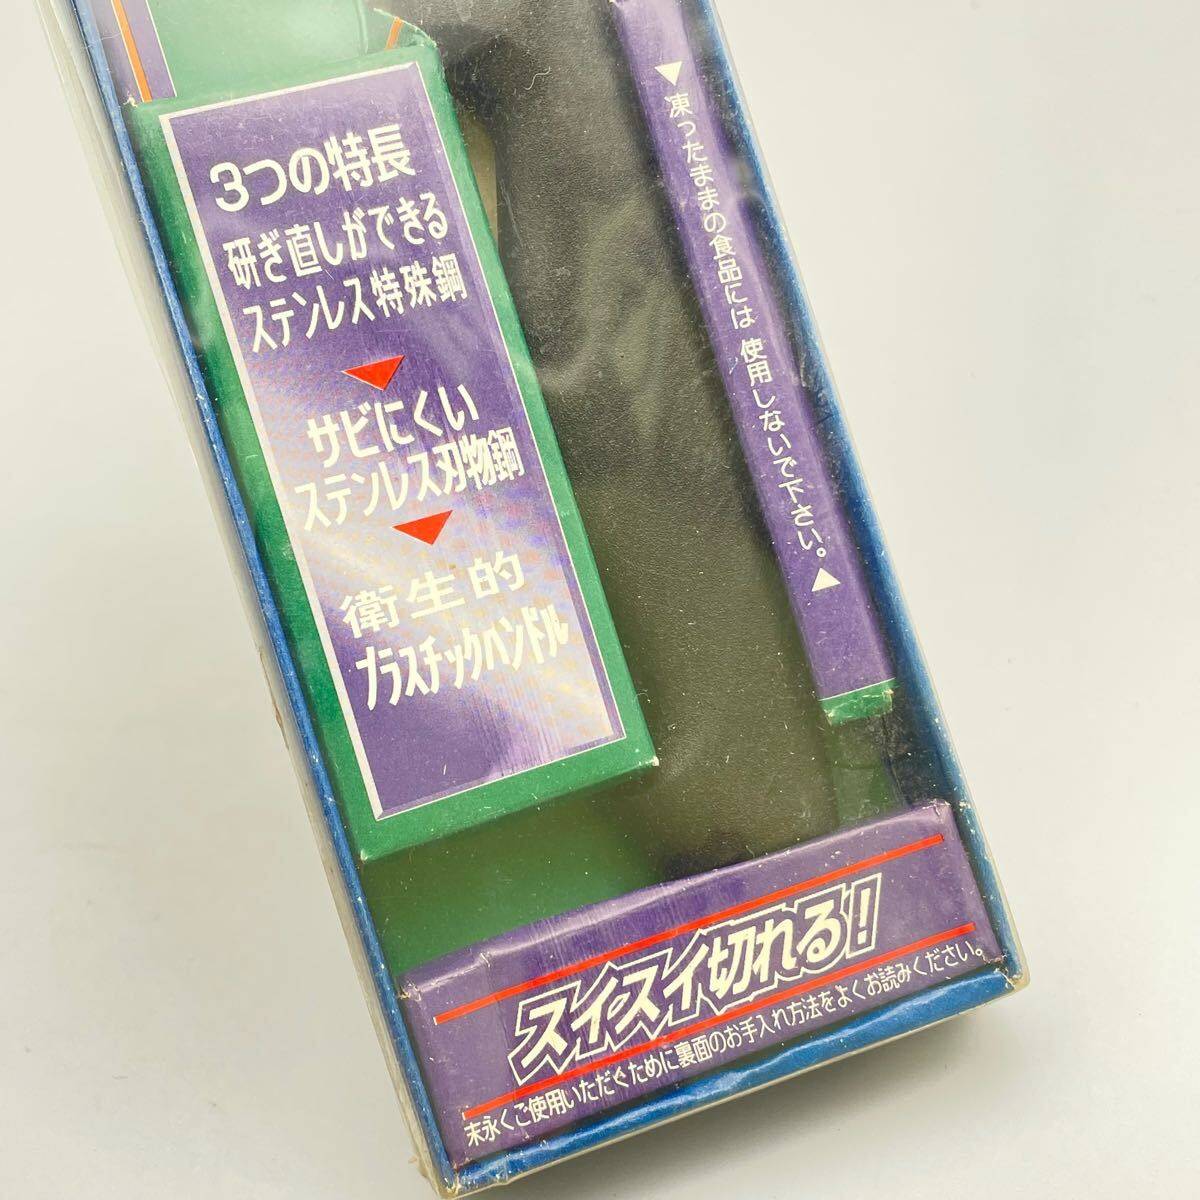 3つの特長
研ぎ直しができる
ステンレス特殊鋼
▼
サビにくい
ステンレス刃物鋼
▼
衛生的
プラスチックハンドル
▼凍ったままの食品には 使用しないで下さい。▲
スイスイ切れる!
末永くご使用いただくために裏面のお手入れ方法をよくお読みください。